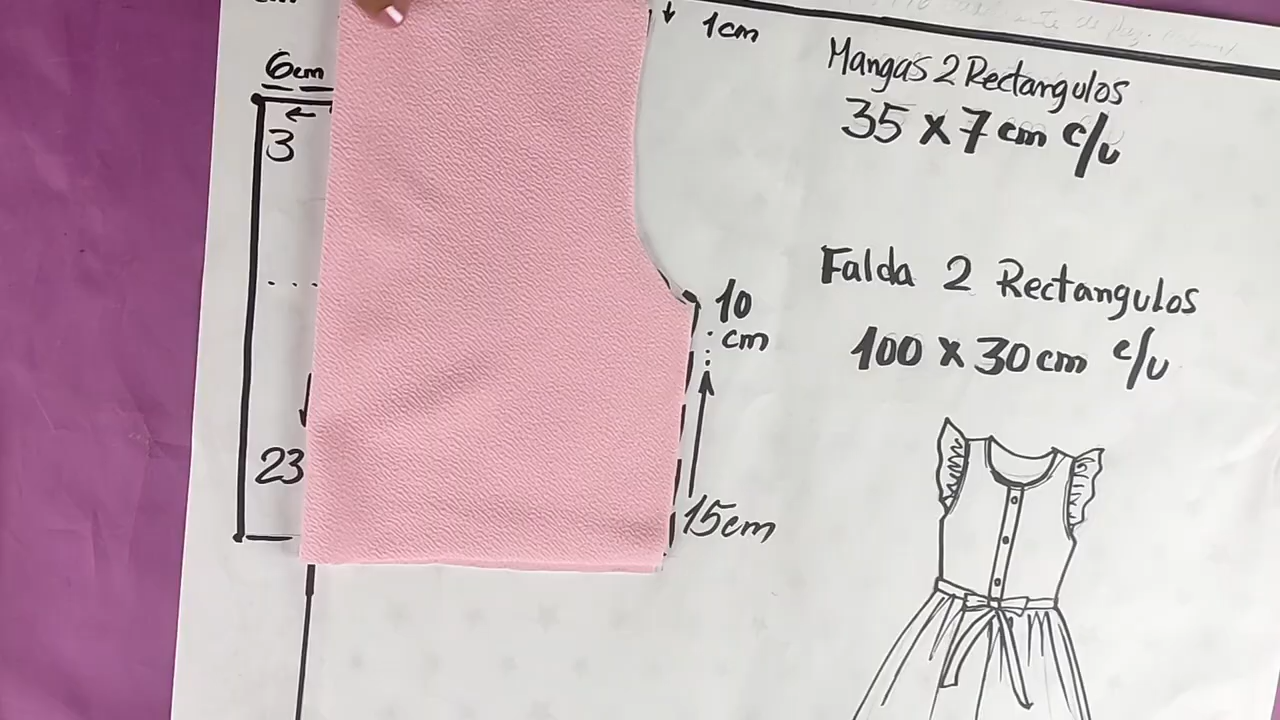 cm
1cm
6cm
3
Mangas 2 Rectangulos
35 x 7 cm c/u
10
cm
Falda 2 Rectangulos
100 x 30 cm c/u
23
15cm